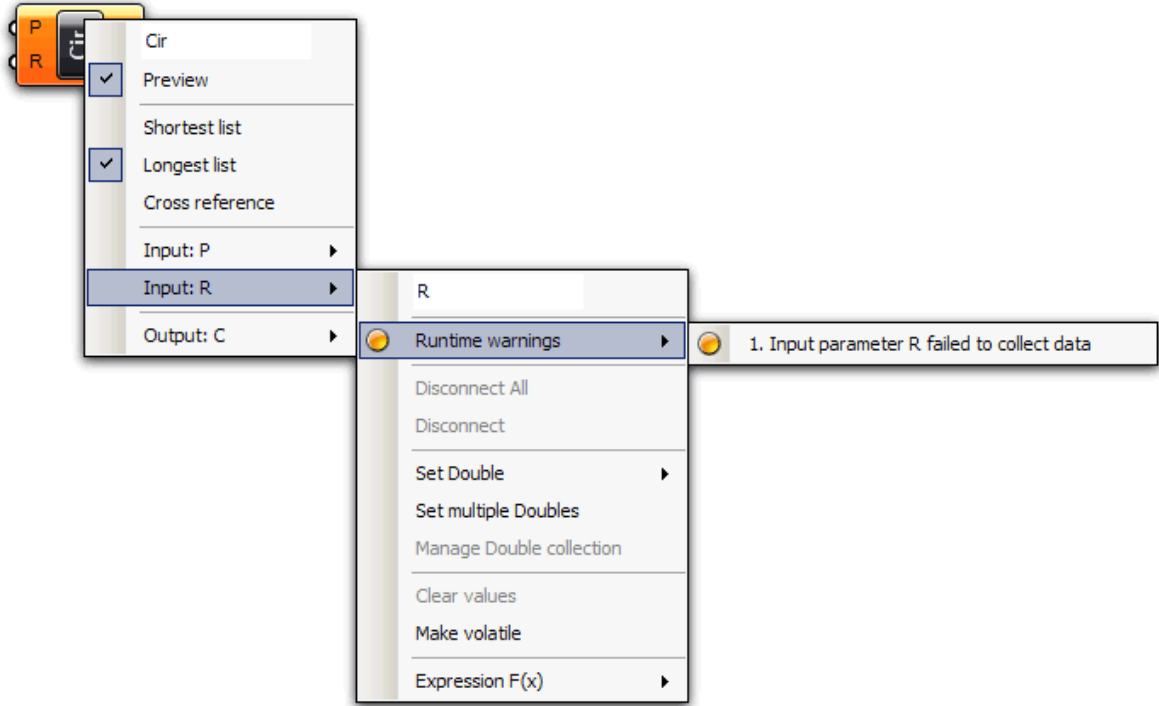 P
R
Cir
Cir
Preview
Shortest list
Longest list
Cross reference
Input: P
Input: R
Output: C
R
Runtime warnings
Disconnect All
Disconnect
Set Double
Set multiple Doubles
Manage Double collection
Clear values
Make volatile
Expression F(x)
1. Input parameter R failed to collect data